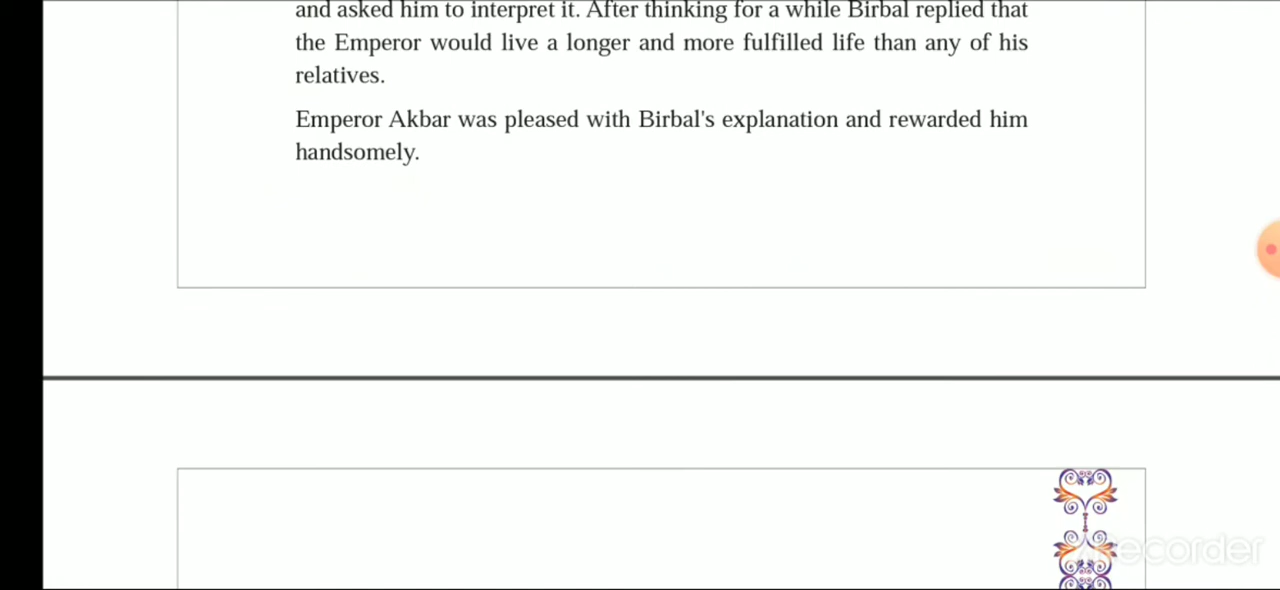 and asked him to interpret it. After thinking for a while Birbal replied that
the Emperor would live a longer and more fulfilled life than any of his
relatives.
Emperor Akbar was pleased with Birbal's explanation and rewarded him
handsomely.
ecorder